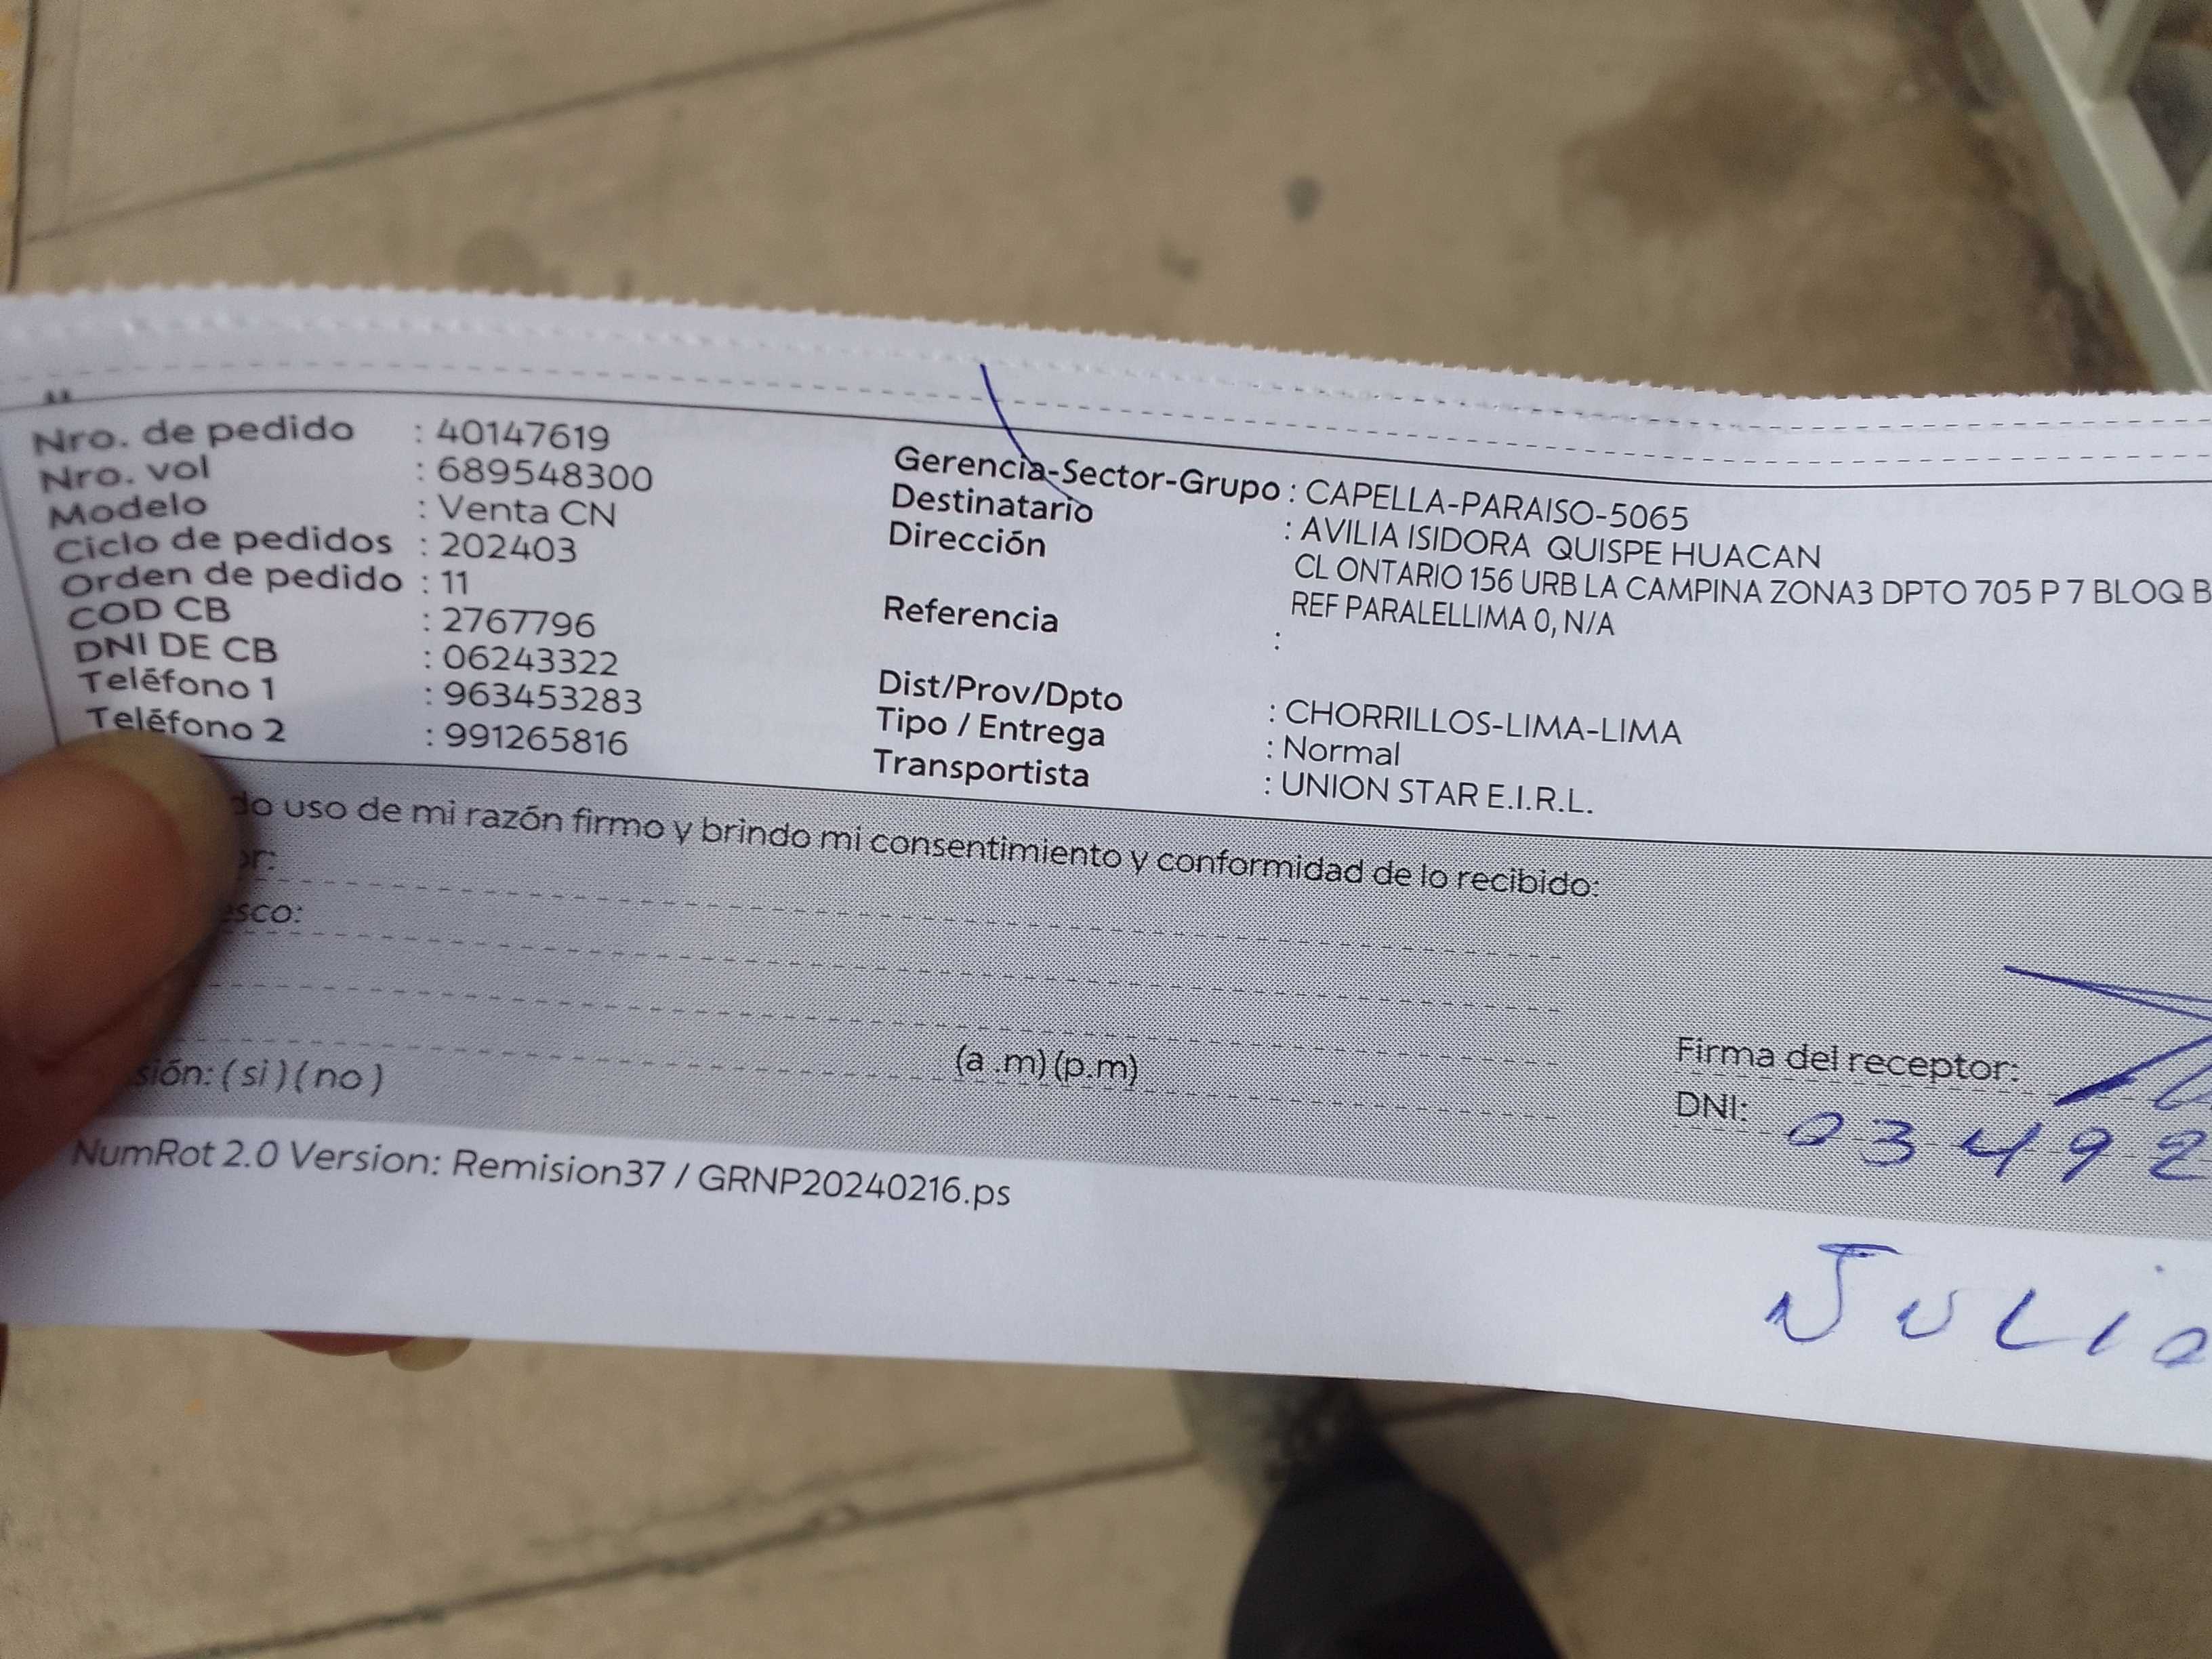 Nro. de pedido : 40147619
Nro. vol : 689548300
Modelo : Venta CN
Ciclo de pedidos : 202403
Orden de pedido : 11
COD CB : 2767796
DNI DE CB : 06243322
Teléfono 1 : 963453283
Teléfono 2 : 991265816
Gerencia-Sector-Grupo : CAPELLA-PARAISO-5065
Destinatario : AVILIA ISIDORA QUISPE HUACAN
Dirección CL ONTARIO 156 URB LA CAMPINA ZONA3 DPTO 705 P 7 BLOQ B
REF PARALELLIMA 0, N/A
Referencia :
Dist/Prov/Dpto : CHORRILLOS-LIMA-LIMA
Tipo / Entrega : Normal
Transportista : UNION STAR E.I.R.L.
do uso de mi razón firmo y brindo mi consentimiento y conformidad de lo recibido:
or:
esco:
sión: ( si ) ( no ) (a .m) (p.m)
Firma del receptor:
DNI: 03492
NumRot 2.0 Version: Remision37 / GRNP20240216.ps
Julio